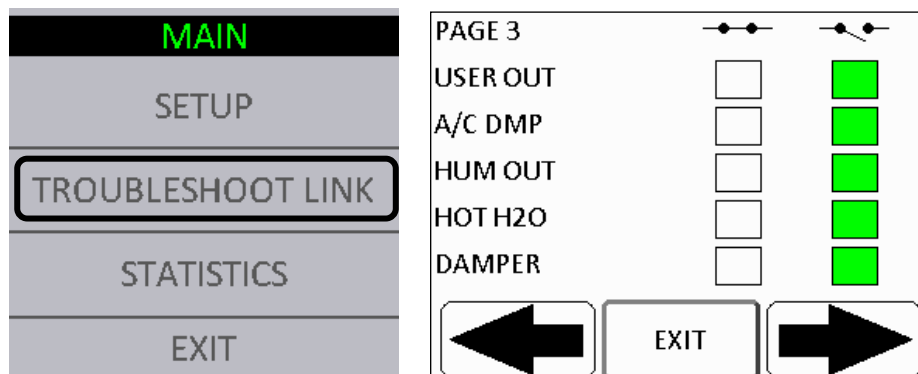 MAIN
SETUP
TROUBLESHOOT LINK
STATISTICS
EXIT
PAGE 3
USER OUT
A/C DMP
HUM OUT
HOT H2O
DAMPER
EXIT